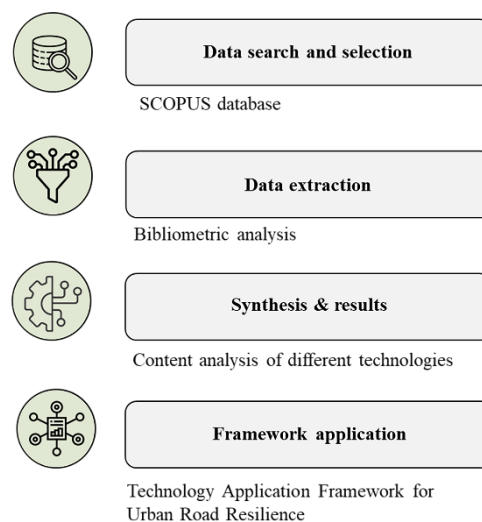 Data search and selection
SCOPUS database
Data extraction
Bibliometric analysis
Synthesis & results
Content analysis of different technologies
Framework application
Technology Application Framework for
Urban Road Resilience